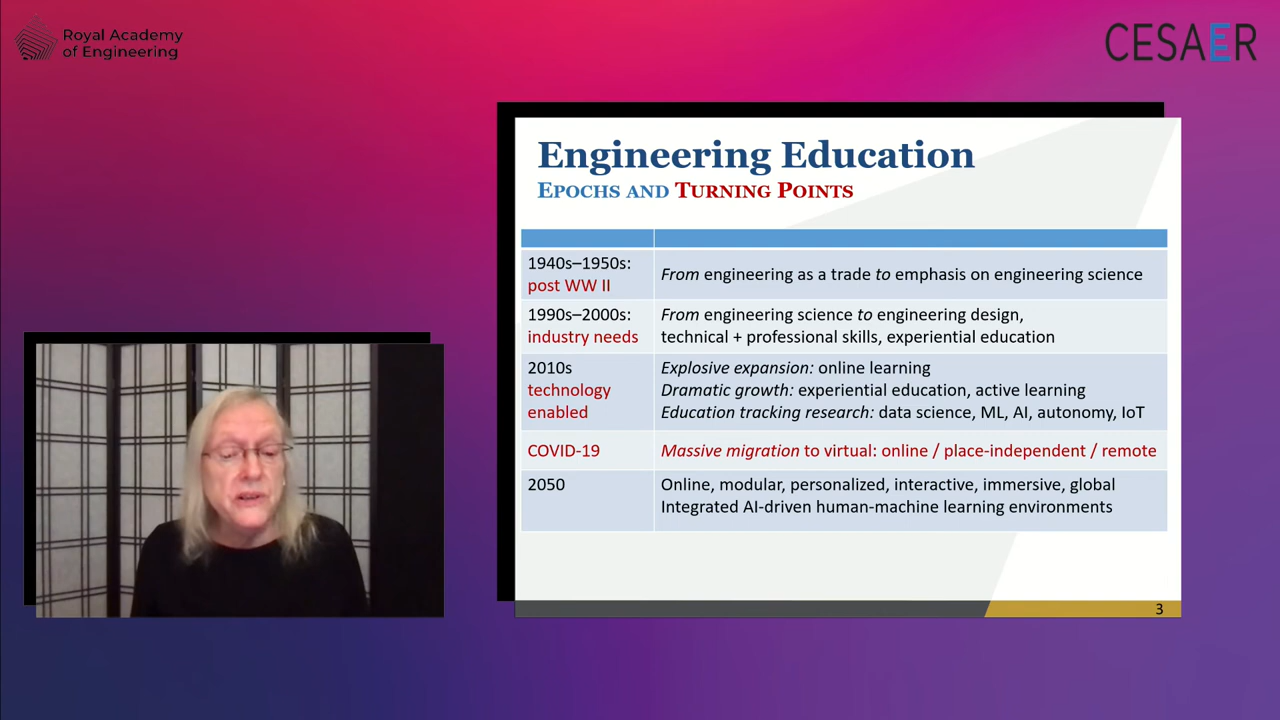 Royal Academy
of Engineering
CESAER
Engineering Education
EPOCHS AND TURNING POINTS
1940s–1950s:
post WW II
From engineering as a trade to emphasis on engineering science
1990s–2000s:
industry needs
From engineering science to engineering design,
technical + professional skills, experiential education
2010s
technology
enabled
Explosive expansion: online learning
Dramatic growth: experiential education, active learning
Education tracking research: data science, ML, AI, autonomy, IoT
COVID-19
Massive migration to virtual: online / place-independent / remote
2050
Online, modular, personalized, interactive, immersive, global
Integrated AI-driven human-machine learning environments
3